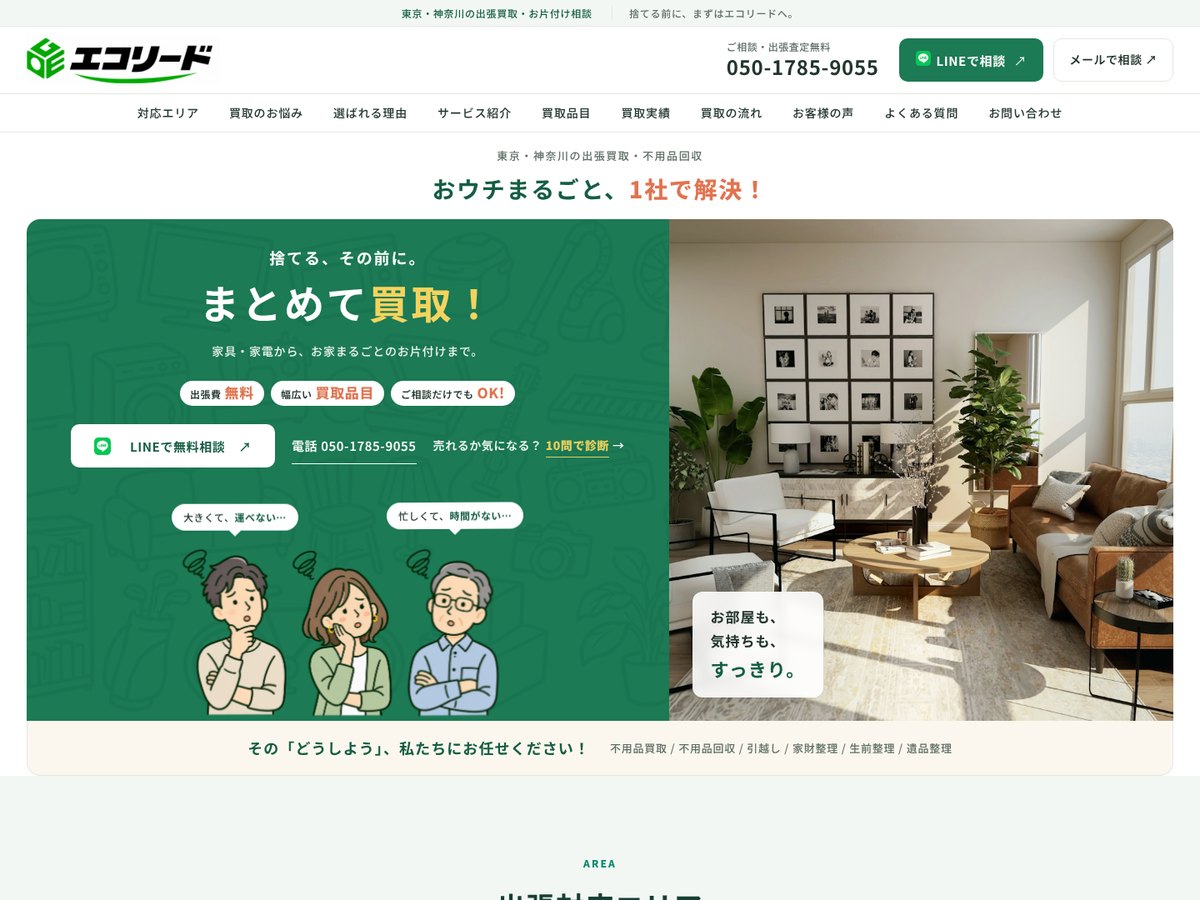 東京・神奈川の出張買取・お片付け相談
捨てる前に、まずはエコリードへ。
エコリード
ご相談・出張査定無料
050-1785-9055
LINEで相談 ↗
メールで相談 ↗
対応エリア 買取のお悩み 選ばれる理由 サービス紹介 買取品目 買取実績 買取の流れ お客様の声 よくある質問 お問い合わせ
東京・神奈川の出張買取・不用品回収
おウチまるごと、1社で解決！
捨てる、その前に。
まとめて買取！
家具・家電から、お家まるごとのお片付けまで。
出張費 無料
幅広い 買取品目
ご相談だけでも OK!
LINEで無料相談 ↗
電話 050-1785-9055
売れるか気になる？ 10問で診断 →
大きくて、運べない…
忙しくて、時間がない…
お部屋も、
気持ちも、
すっきり。
その「どうしよう」、私たちにお任せください！
不用品買取 / 不用品回収 / 引越し / 家財整理 / 生前整理 / 遺品整理
AREA
出張対応エリア